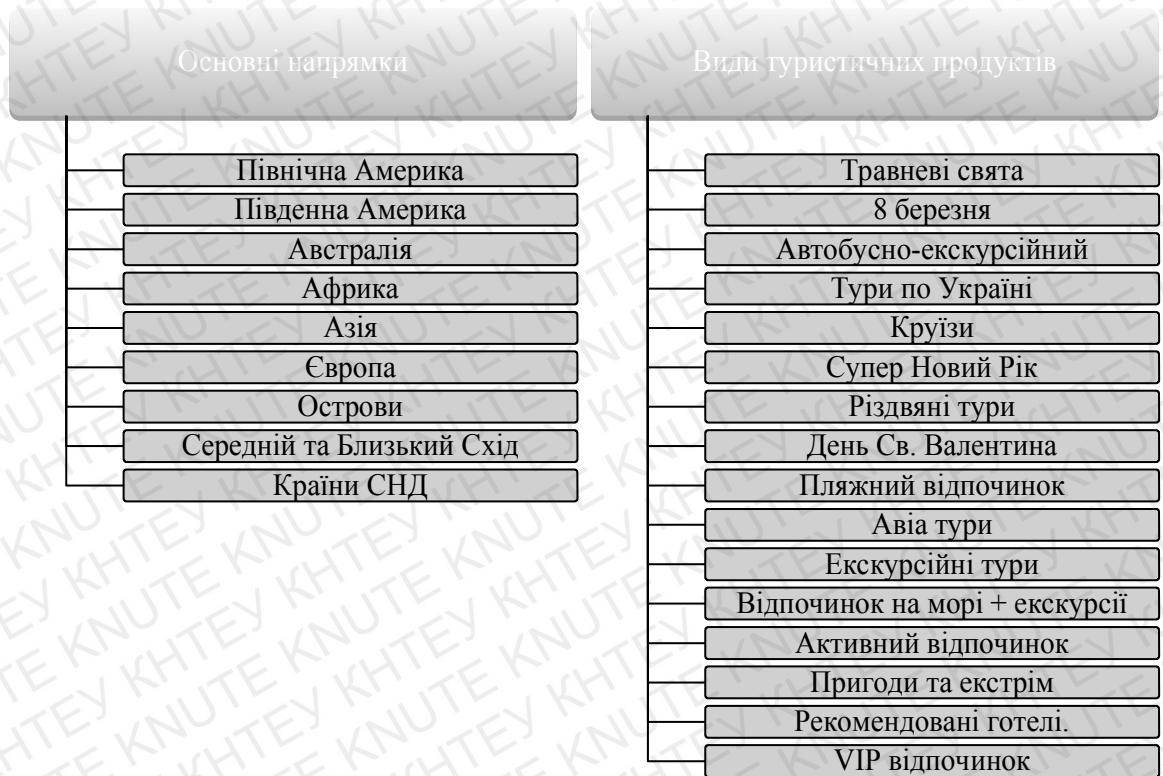 Основні напрямки
Північна Америка
Південна Америка
Австралія
Африка
Азія
Європа
Острови
Середній та Близький Схід
Країни СНД
Види туристичних продуктів
Травневі свята
8 березня
Автобусно-екскурсійний
Тури по Україні
Круїзи
Супер Новий Рік
Різдвяні тури
День Св. Валентина
Пляжний відпочинок
Авіа тури
Екскурсійні тури
Відпочинок на морі + екскурсії
Активний відпочинок
Пригоди та екстрім
Рекомендовані готелі.
VIP відпочинок